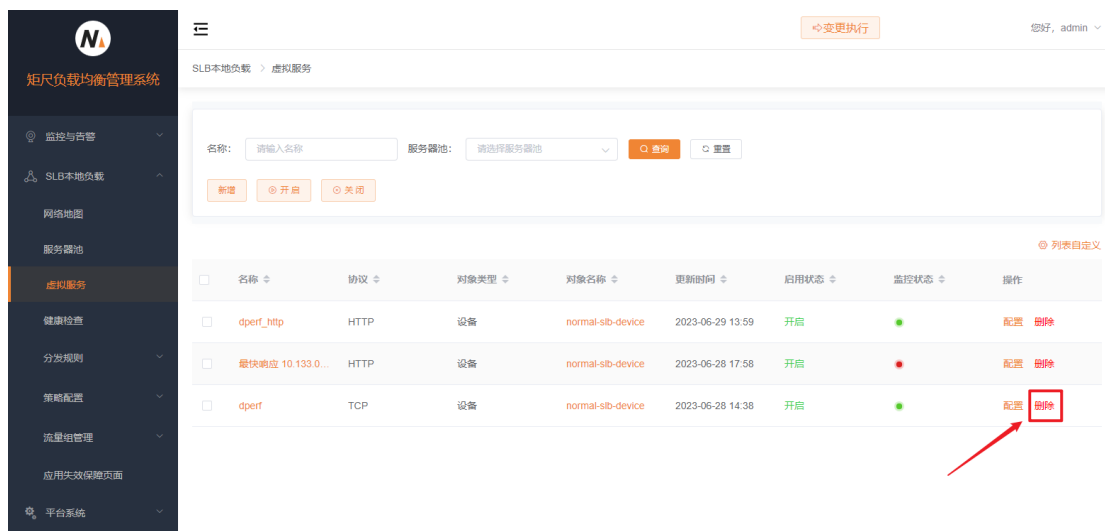 矩尺负载均衡管理系统
变更执行
您好，admin
SLB本地负载 > 虚拟服务
监控与告警
SLB本地负载
网络地图
服务器池
虚拟服务
健康检查
分发规则
策略配置
流量组管理
应用失效保障页面
平台系统
名称： 请输入名称 服务器池： 请选择服务器池 查询 重置
新增 开启 关闭
列表自定义
名称 协议 对象类型 对象名称 更新时间 启用状态 监控状态 操作
dperf_http HTTP 设备 normal-slb-device 2023-06-29 13:59 开启 配置 删除
最快响应 10.133.0... HTTP 设备 normal-slb-device 2023-06-28 17:58 开启 配置 删除
dperf TCP 设备 normal-slb-device 2023-06-28 14:38 开启 配置 删除